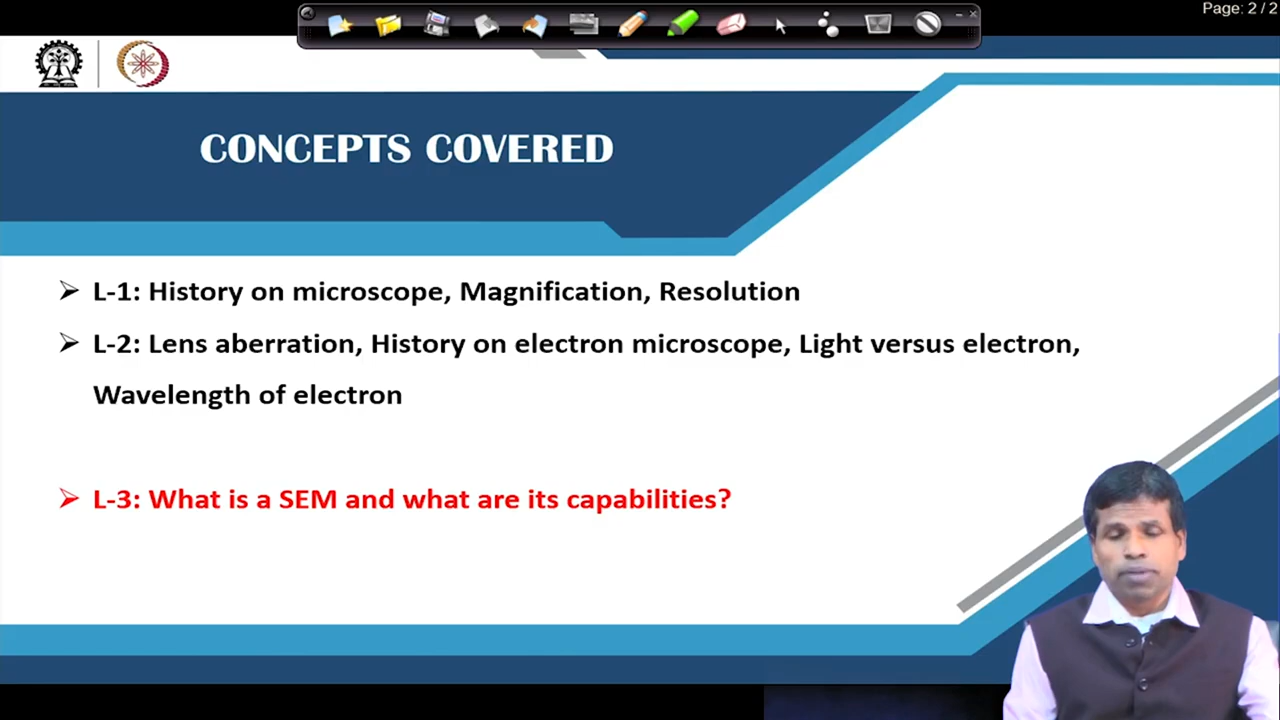 Page: 2 / 2
CONCEPTS COVERED
➢ L-1: History on microscope, Magnification, Resolution
➢ L-2: Lens aberration, History on electron microscope, Light versus electron,
Wavelength of electron
➢ L-3: What is a SEM and what are its capabilities?